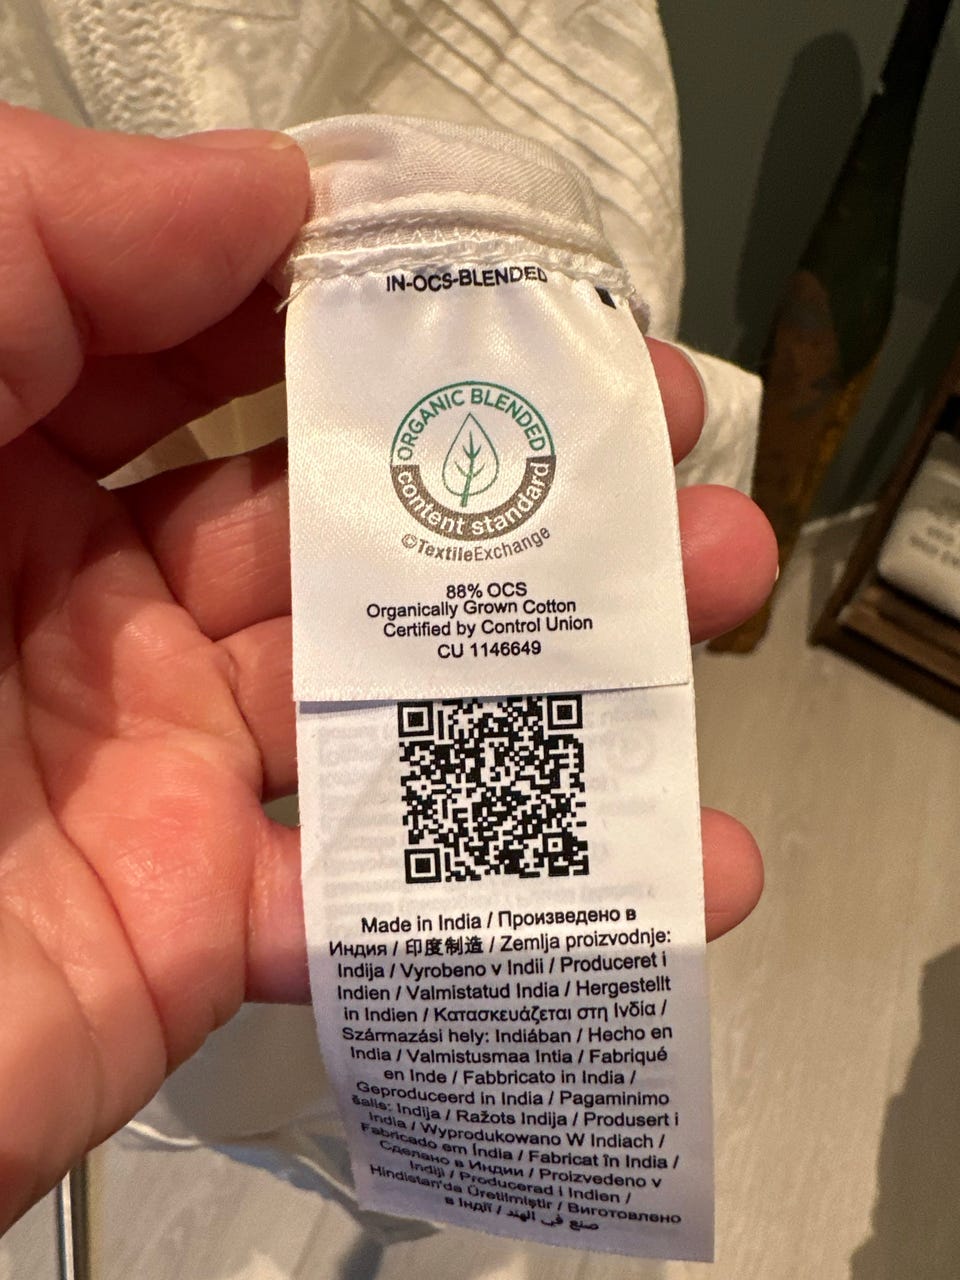 IN-OCS-BLENDED
ORGANIC BLENDED
content standard
©TextileExchange
88% OCS
Organically Grown Cotton
Certified by Control Union
CU 1146649
Made in India / Произведено в
Индия / 印度制造 / Zemlja proizvodnje:
Indija / Vyrobeno v Indii / Produceret i
Indien / Valmistatud India / Hergestellt
in Indien / Κατασκευάζεται στη Ινδία /
Származási hely: Indiában / Hecho en
India / Valmistusmaa Intia / Fabriqué
en Inde / Fabbricato in India /
Geproduceerd in India / Pagaminimo
šalis: Indija / Ražots Indija / Produsert i
India / Wyprodukowano W Indiach /
Fabricado em Índia / Fabricat în India /
Сделано в Индии / Proizvedeno v
Indiji / Producerad i Indien /
Hindistan'da Üretilmiştir / Виготовлено
в Індії / صنع في الهند